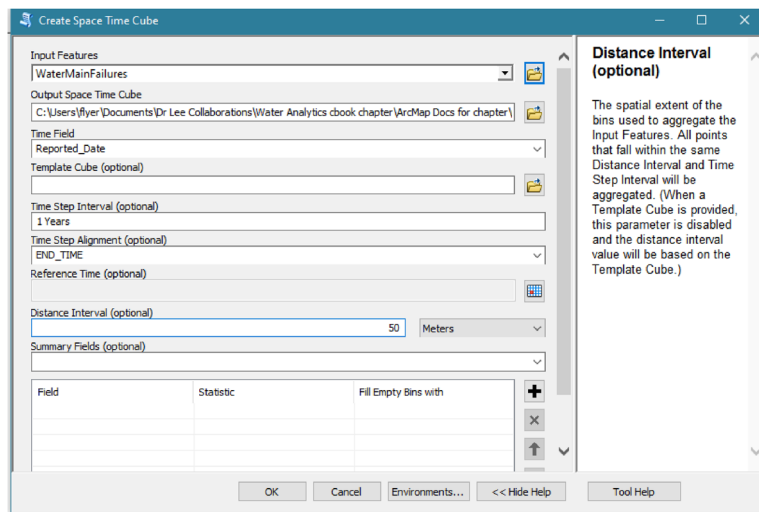 Create Space Time Cube
Input Features
WaterMainFailures
Output Space Time Cube
C:\Users\flyer\Documents\Dr Lee Collaborations\Water Analytics cbook chapter\ArcMap Docs for chapter\
Time Field
Reported_Date
Template Cube (optional)
Time Step Interval (optional)
1 Years
Time Step Alignment (optional)
END_TIME
Reference Time (optional)
Distance Interval (optional)
50 Meters
Summary Fields (optional)
Field Statistic Fill Empty Bins with
OK Cancel Environments... << Hide Help Tool Help
Distance Interval
(optional)
The spatial extent of the
bins used to aggregate the
Input Features. All points
that fall within the same
Distance Interval and Time
Step Interval will be
aggregated. (When a
Template Cube is provided,
this parameter is disabled
and the distance interval
value will be based on the
Template Cube.)